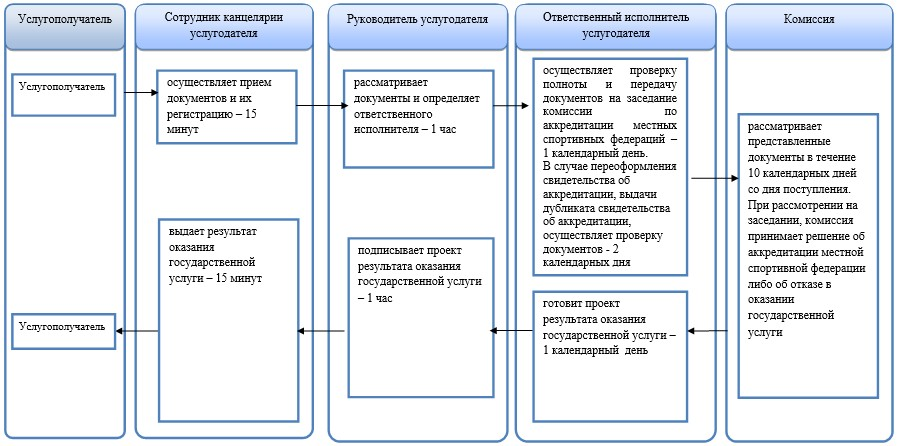 Услугополучатель
Сотрудник канцелярии
услугодателя
Руководитель услугодателя
Ответственный исполнитель
услугодателя
Комиссия
Услугополучатель
осуществляет прием
документов и их
регистрацию – 15
минут
рассматривает
документы и определяет
ответственного
исполнителя – 1 час
осуществляет проверку
полноты и передачу
документов на заседание
комиссии по
аккредитации местных
спортивных федераций –
1 календарный день.
В случае переоформления
свидетельства об
аккредитации, выдачи
дубликата свидетельства
об аккредитации,
осуществляет проверку
документов - 2
календарных дня
рассматривает
представленные
документы в течение
10 календарных дней
со дня поступления.
При рассмотрении на
заседании, комиссия
принимает решение об
аккредитации местной
спортивной федерации
либо об отказе в
оказании
государственной
услуги
готовит проект
результата оказания
государственной услуги –
1 календарный день
подписывает проект
результата оказания
государственной услуги
– 1 час
выдает результат
оказания
государственной
услуги – 15 минут
Услугополучатель